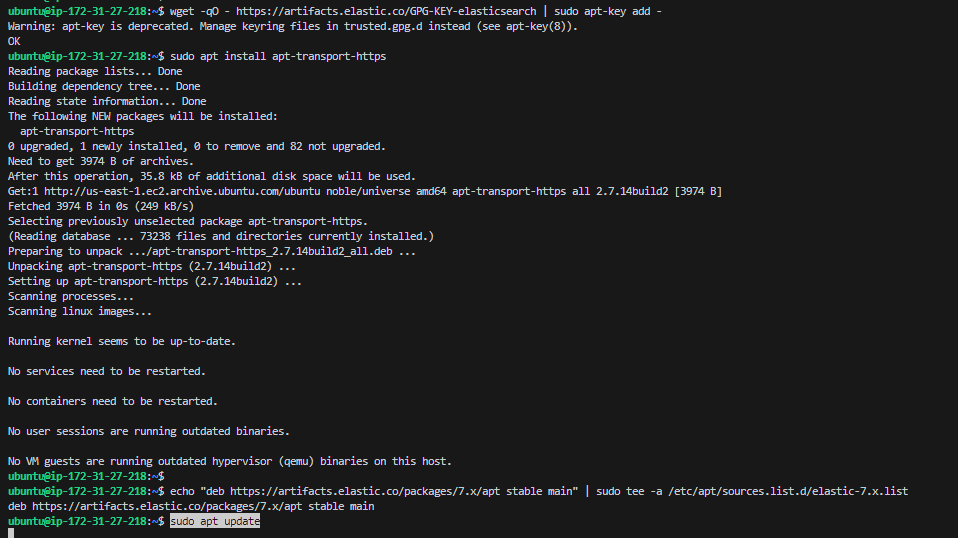 ubuntu@ip-172-31-27-218:~$ wget -qO - https://artifacts.elastic.co/GPG-KEY-elasticsearch | sudo apt-key add -
Warning: apt-key is deprecated. Manage keyring files in trusted.gpg.d instead (see apt-key(8)).
OK
ubuntu@ip-172-31-27-218:~$ sudo apt install apt-transport-https
Reading package lists... Done
Building dependency tree... Done
Reading state information... Done
The following NEW packages will be installed:
  apt-transport-https
0 upgraded, 1 newly installed, 0 to remove and 82 not upgraded.
Need to get 3974 B of archives.
After this operation, 35.8 kB of additional disk space will be used.
Get:1 http://us-east-1.ec2.archive.ubuntu.com/ubuntu noble/universe amd64 apt-transport-https all 2.7.14build2 [3974 B]
Fetched 3974 B in 0s (249 kB/s)
Selecting previously unselected package apt-transport-https.
(Reading database ... 73238 files and directories currently installed.)
Preparing to unpack .../apt-transport-https_2.7.14build2_all.deb ...
Unpacking apt-transport-https (2.7.14build2) ...
Setting up apt-transport-https (2.7.14build2) ...
Scanning processes...
Scanning linux images...

Running kernel seems to be up-to-date.

No services need to be restarted.

No containers need to be restarted.

No user sessions are running outdated binaries.

No VM guests are running outdated hypervisor (qemu) binaries on this host.
ubuntu@ip-172-31-27-218:~$
ubuntu@ip-172-31-27-218:~$ echo "deb https://artifacts.elastic.co/packages/7.x/apt stable main" | sudo tee -a /etc/apt/sources.list.d/elastic-7.x.list
deb https://artifacts.elastic.co/packages/7.x/apt stable main
ubuntu@ip-172-31-27-218:~$ sudo apt update